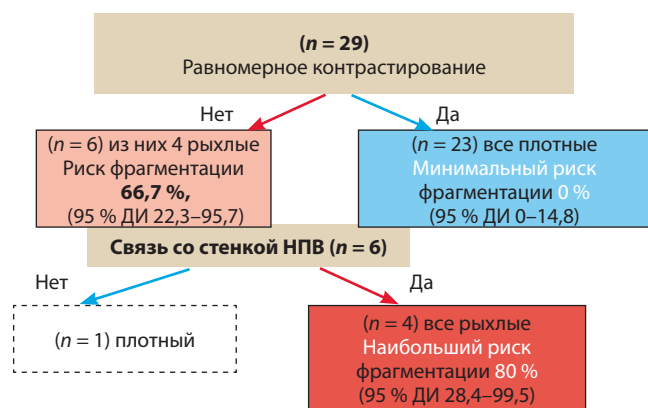 (n = 29)
Равномерное контрастирование
Нет
Да
(n = 6) из них 4 рыхлые
Риск фрагментации
66,7 %,
(95 % ДИ 22,3–95,7)
(n = 23) все плотные
Минимальный риск
фрагментации 0 %
(95 % ДИ 0–14,8)
Связь со стенкой НПВ (n = 6)
Нет
Да
(n = 1) плотный
(n = 4) все рыхлые
Наибольший риск
фрагментации 80 %
(95 % ДИ 28,4–99,5)